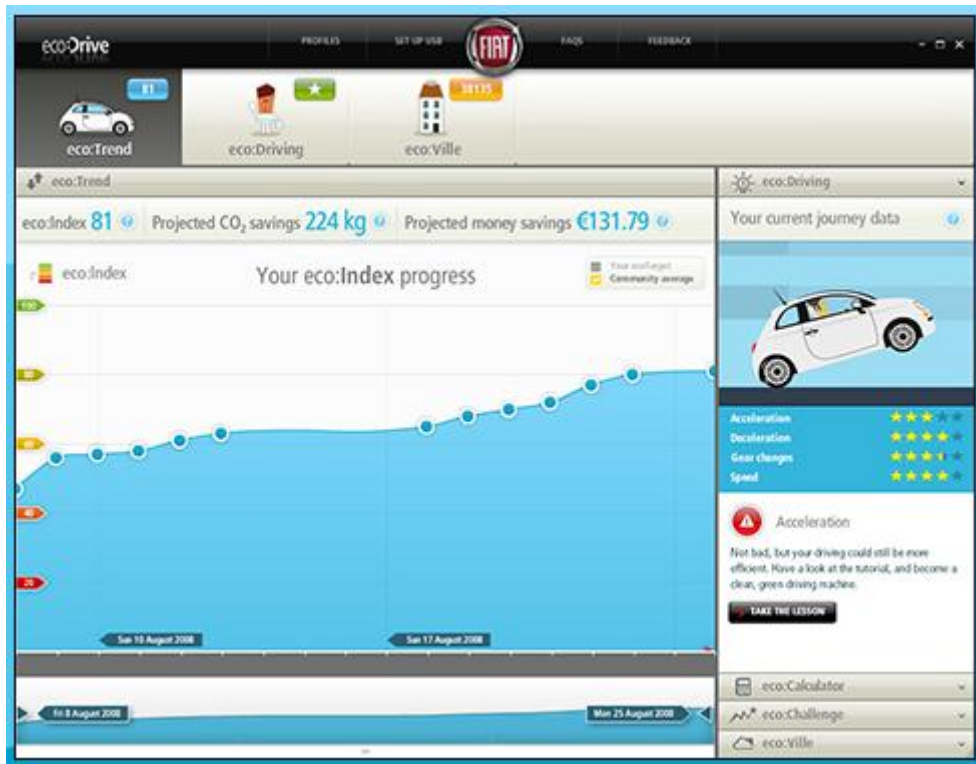 eco:Drive
PROFILES
SET UP USB
FIAT
FAQS
FEEDBACK
81
38135
eco:Trend
eco:Driving
eco:Ville
eco:Trend
eco:Driving
eco:Index 81
Projected CO₂ savings 224 kg
Projected money savings €131.79
Your current journey data
eco:Index
Your eco:Index progress
Community average
100
80
60
40
20
Sun 10 August 2008
Sun 17 August 2008
Fri 8 August 2008
Mon 25 August 2008
Acceleration
Deceleration
Gear changes
Speed
Acceleration
Not bad, but your driving could still be more
efficient. Have a look at the tutorial, and become a
clean, green driving machine.
TAKE THE LESSON
eco:Calculator
eco:Challenge
eco:Ville